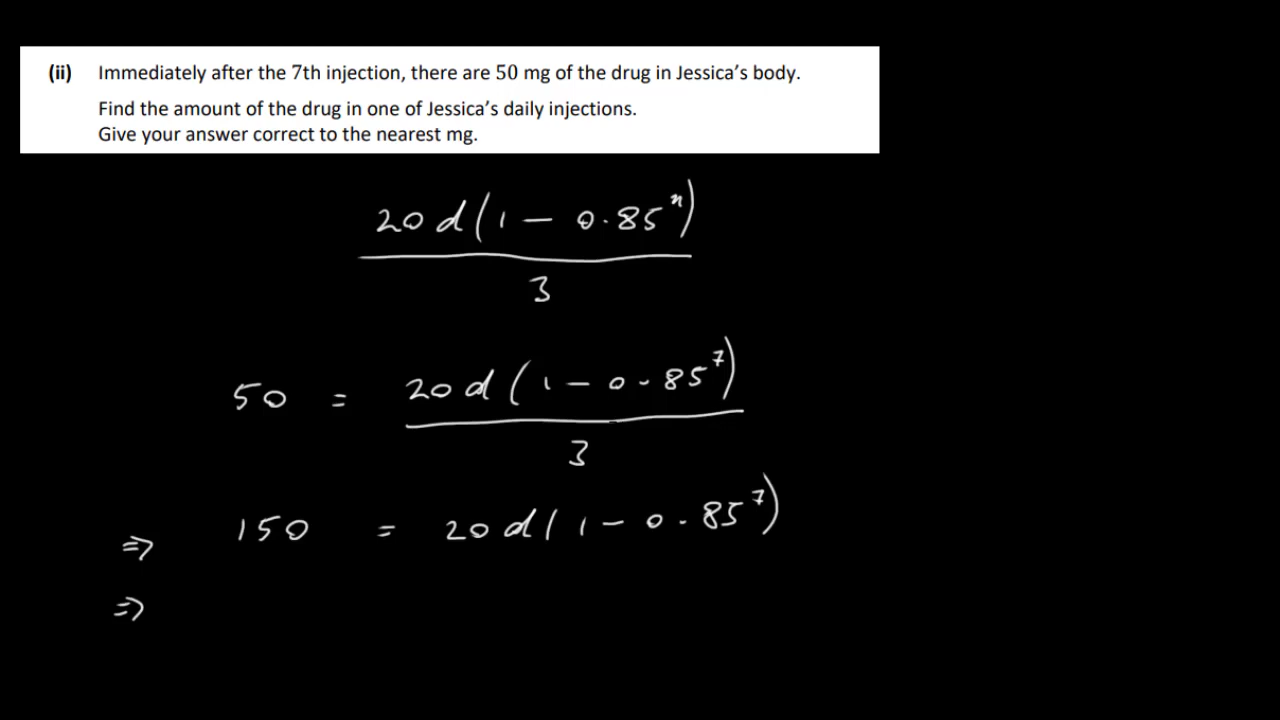 (ii) Immediately after the 7th injection, there are 50 mg of the drug in Jessica's body.
Find the amount of the drug in one of Jessica's daily injections.
Give your answer correct to the nearest mg.
20d(1 - 0.85ⁿ)
3
50 = 20d(1 - 0.85⁷)
3
⇒ 150 = 20d(1 - 0.85⁷)
⇒